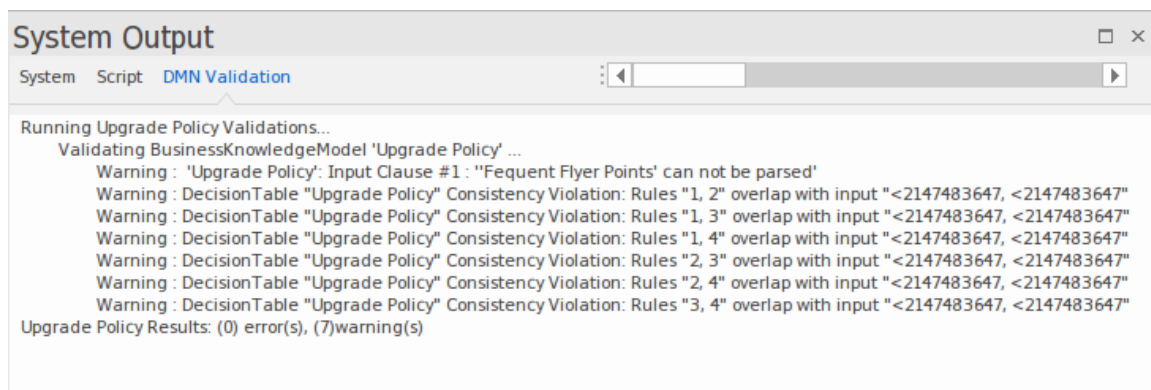 System Output
System Script DMN Validation
Running Upgrade Policy Validations...
Validating BusinessKnowledgeModel 'Upgrade Policy' ...
Warning :  'Upgrade Policy': Input Clause #1 : ''Fequent Flyer Points' can not be parsed'
Warning : DecisionTable "Upgrade Policy" Consistency Violation: Rules "1, 2" overlap with input "<2147483647, <2147483647"
Warning : DecisionTable "Upgrade Policy" Consistency Violation: Rules "1, 3" overlap with input "<2147483647, <2147483647"
Warning : DecisionTable "Upgrade Policy" Consistency Violation: Rules "1, 4" overlap with input "<2147483647, <2147483647"
Warning : DecisionTable "Upgrade Policy" Consistency Violation: Rules "2, 3" overlap with input "<2147483647, <2147483647"
Warning : DecisionTable "Upgrade Policy" Consistency Violation: Rules "2, 4" overlap with input "<2147483647, <2147483647"
Warning : DecisionTable "Upgrade Policy" Consistency Violation: Rules "3, 4" overlap with input "<2147483647, <2147483647"
Upgrade Policy Results: (0) error(s), (7)warning(s)